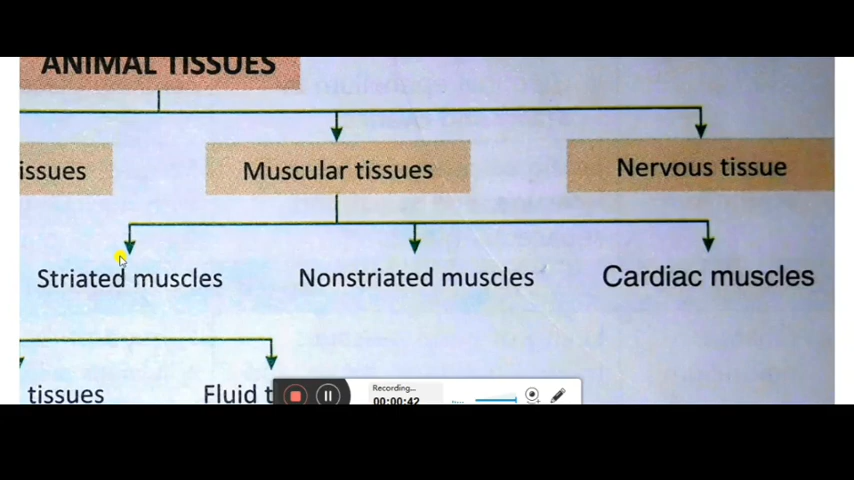 ANIMAL TISSUES
issues
Muscular tissues
Nervous tissue
Striated muscles
Nonstriated muscles
Cardiac muscles
tissues
Fluid t
Recording...
00:00:42